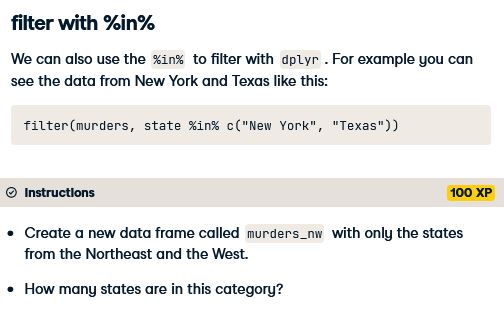 filter with %in%
We can also use the %in% to filter with dplyr . For example you can
see the data from New York and Texas like this:
filter(murders, state %in% c("New York", "Texas"))
Instructions 100 XP
• Create a new data frame called murders_nw with only the states
from the Northeast and the West.
• How many states are in this category?